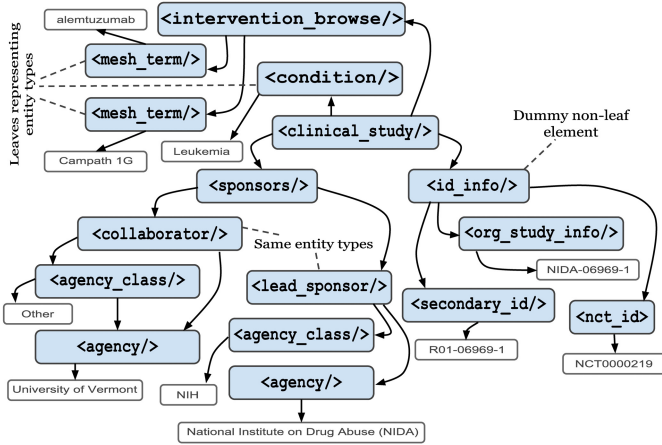 alemtuzumab
<intervention_browse/>
<mesh_term/>
<condition/>
Leaves representing
entity types
<mesh_term/>
Campath 1G
Leukemia
<clinical_study/>
Dummy non-leaf
element
<sponsors/>
<id_info/>
<collaborator/>
Same entity types
<org_study_info/>
NIDA-06969-1
<agency_class/>
<lead_sponsor/>
Other
<secondary_id/>
<nct_id>
<agency_class/>
<agency/>
R01-06969-1
NCT0000219
University of Vermont
NIH
<agency/>
National Institute on Drug Abuse (NIDA)